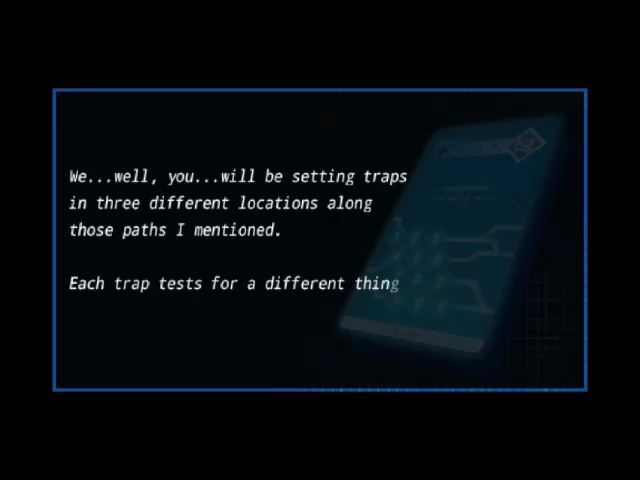 We...well, you...will be setting traps
in three different locations along
those paths I mentioned.
Each trap tests for a different thing